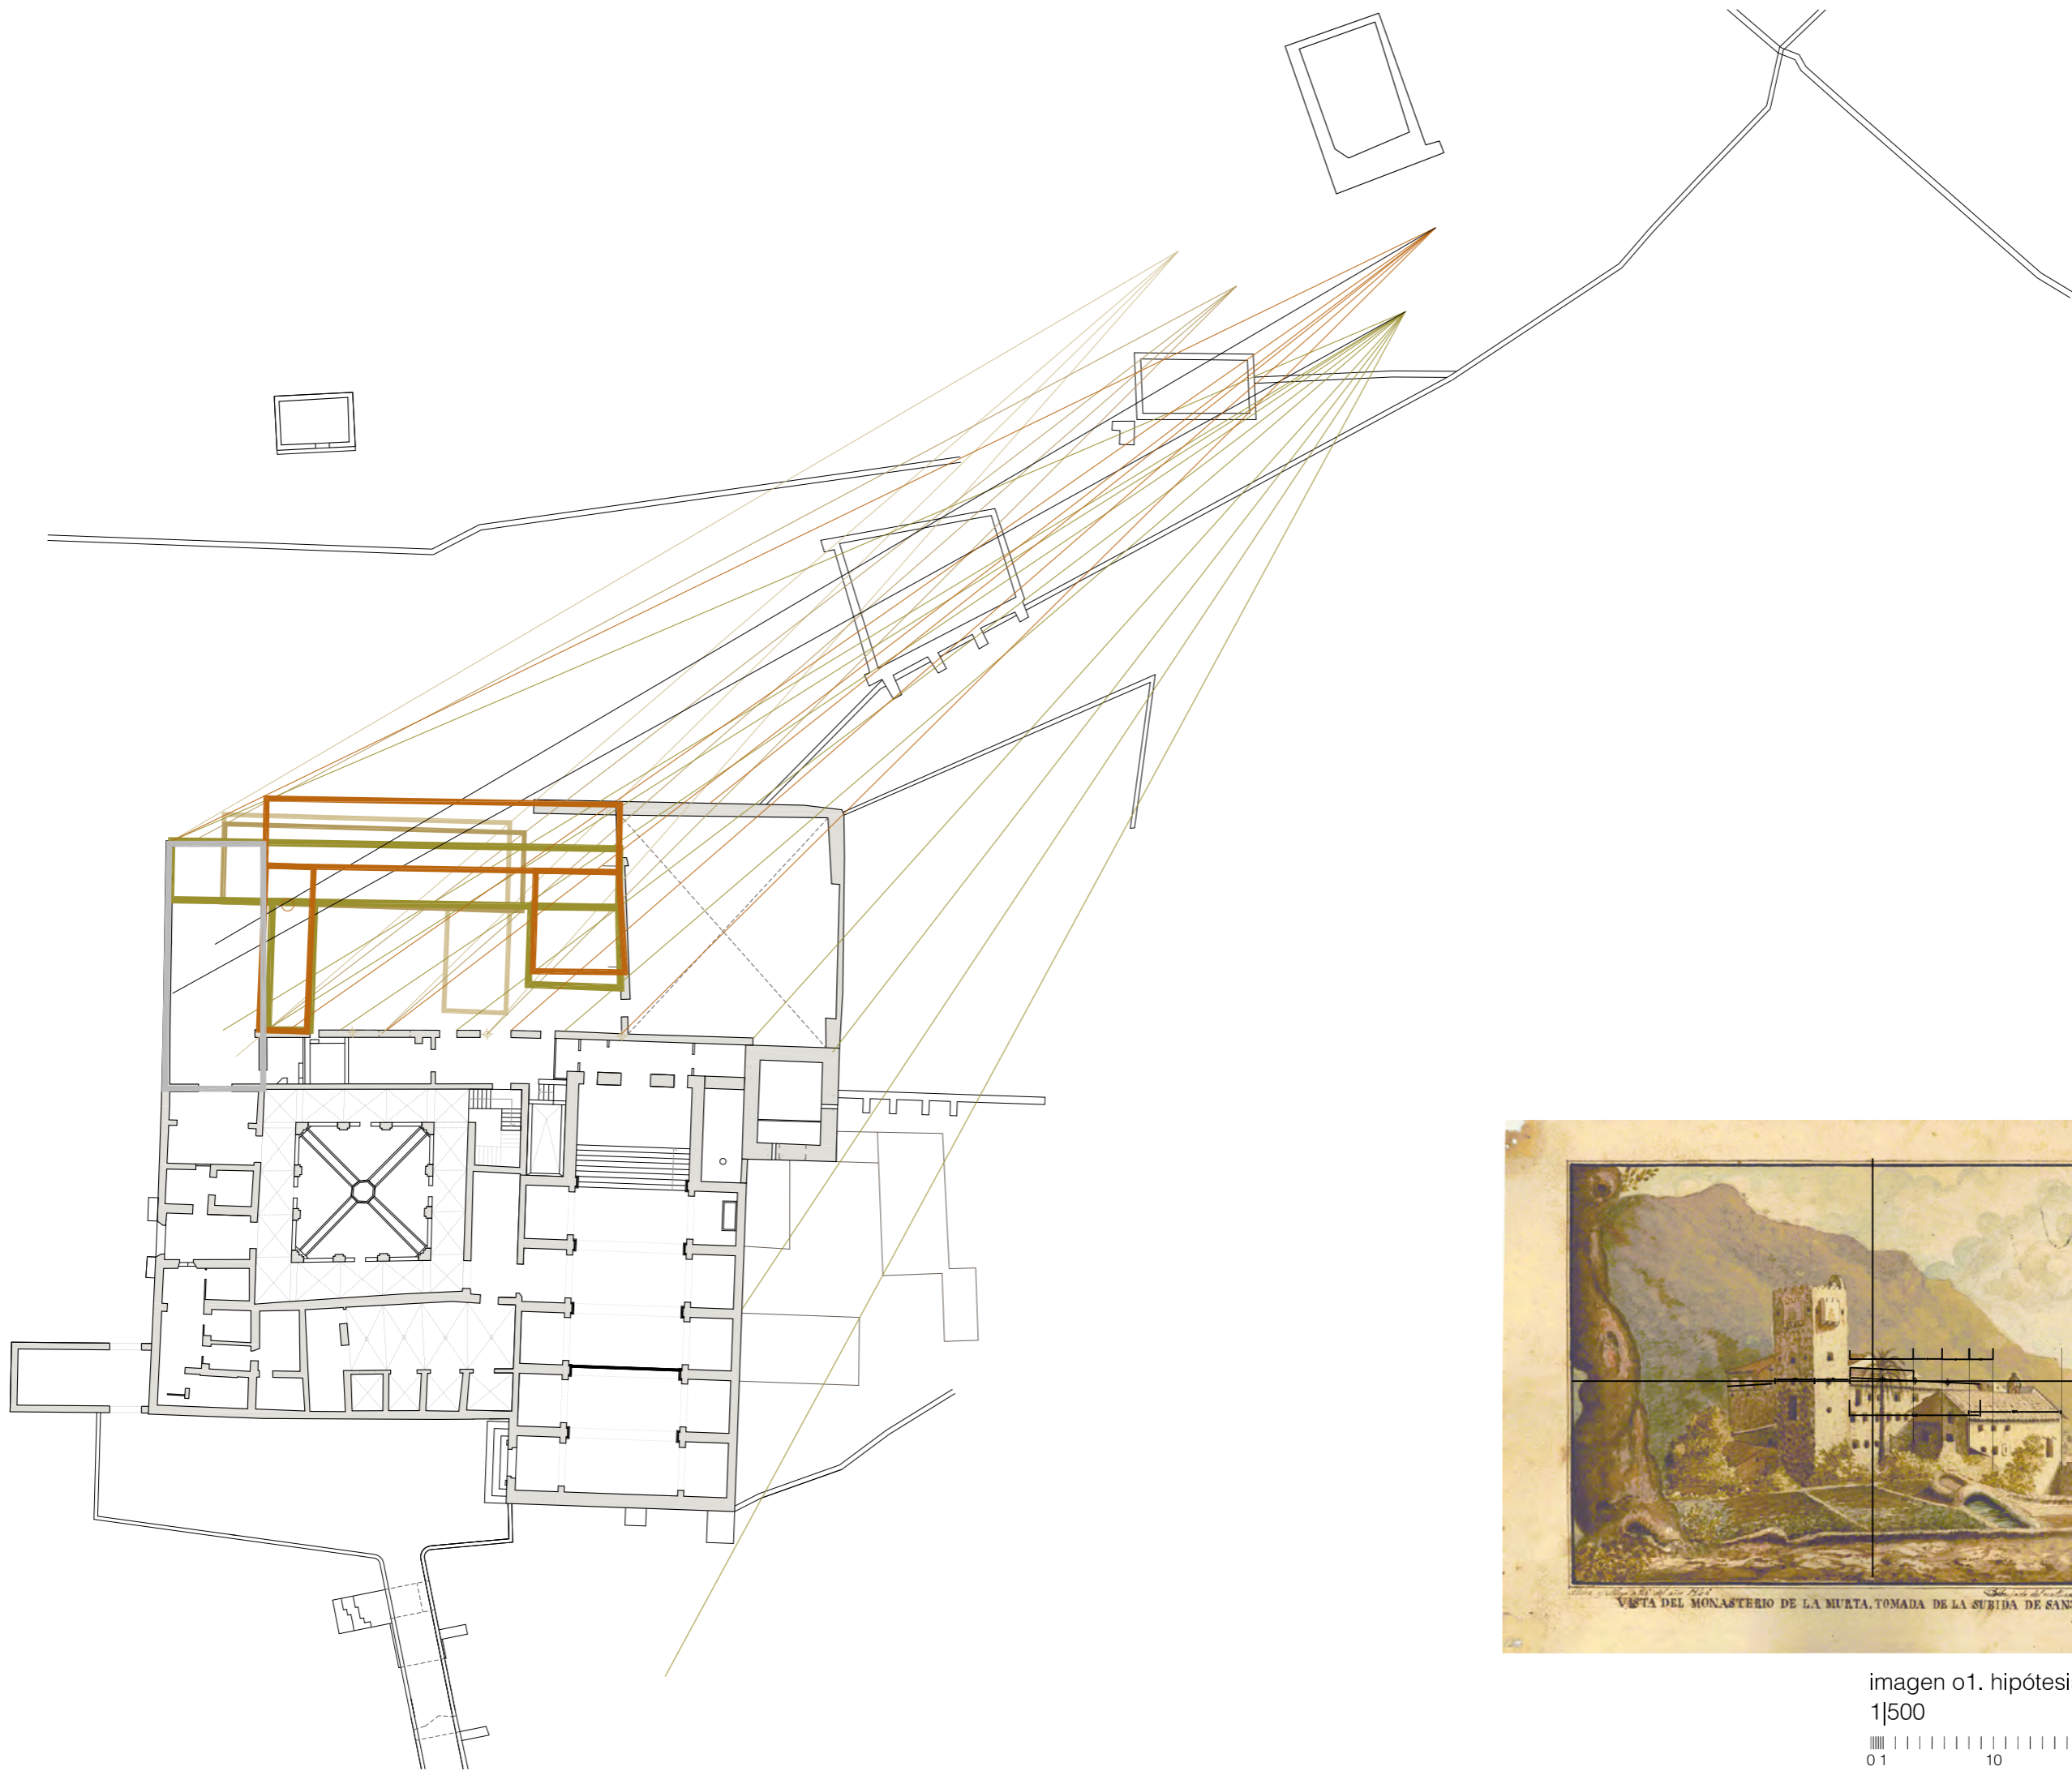 VISTA DEL MONASTERIO DE LA MURTA, TOMADA DE LA SUBIDA DE SAN
imagen o1. hipótesi
1|500
0 1 10